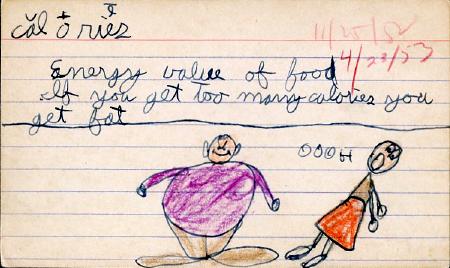 căl ō riĕz
11/25/52
4/23/53
Energy value of food
If you get too many calories you
get fat
OOOH